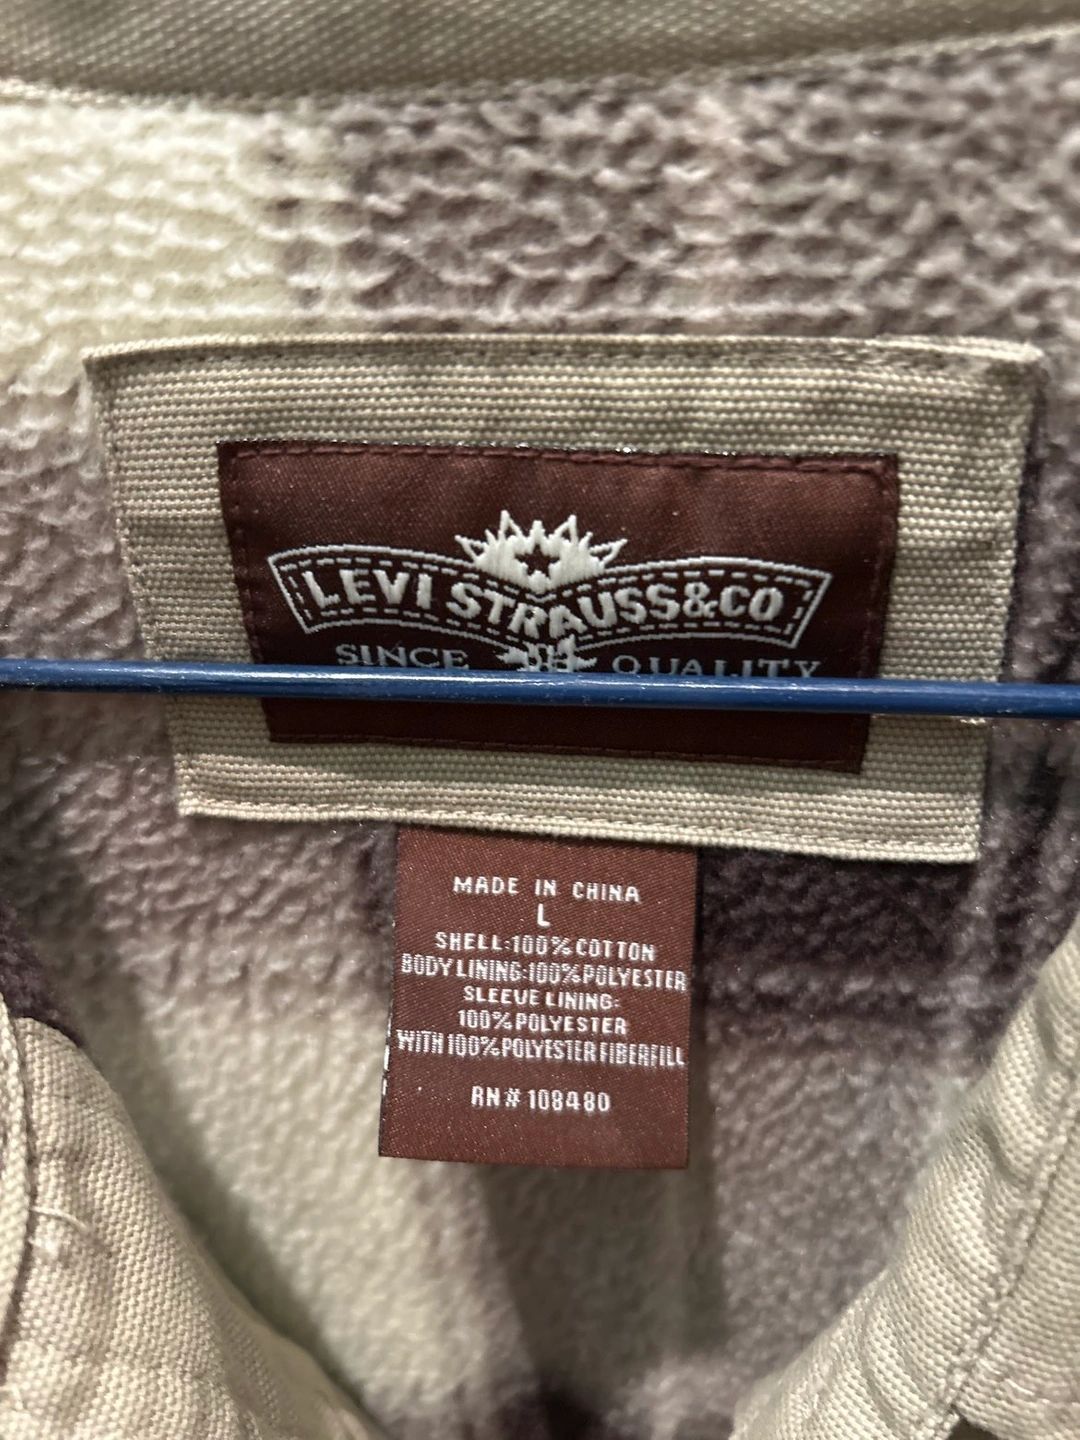 LEVI STRAUSS&CO
SINCE QUALITY
MADE IN CHINA
L
SHELL:100%COTTON
BODY LINING:100%POLYESTER
SLEEVE LINING:
100%POLYESTER
WITH 100%POLYESTER FIBERFILL
RN# 108480